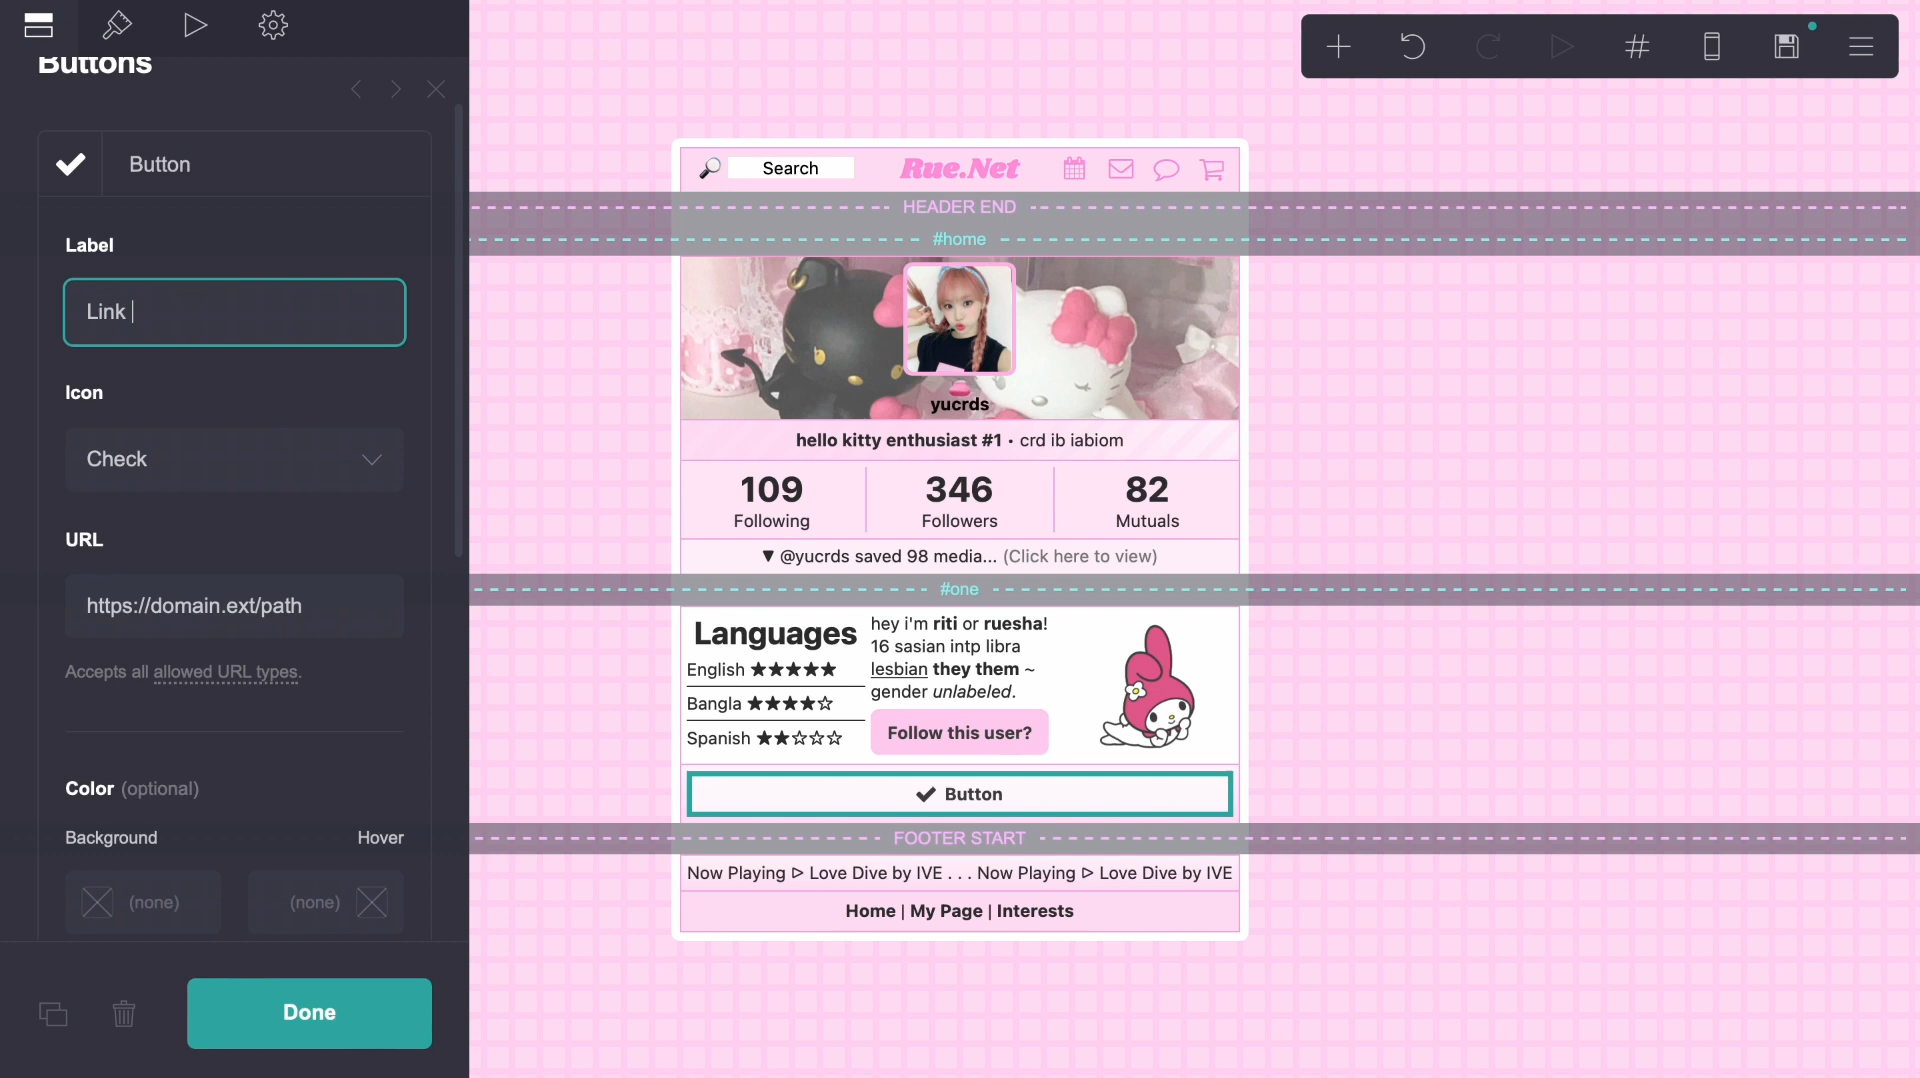 Buttons
Button
Label
Link
Icon
Check
URL
https://domain.ext/path
Accepts all allowed URL types.
Color (optional)
Background Hover
(none) (none)
Done
Search Rue.Net
HEADER END
#home
yucrds
hello kitty enthusiast #1 • crd ib iabiom
109 346 82
Following Followers Mutuals
▼ @yucrds saved 98 media... (Click here to view)
#one
Languages
English ★★★★★
Bangla ★★★★☆
Spanish ★★☆☆☆
hey i'm riti or ruesha!
16 sasian intp libra
lesbian they them ~
gender unlabeled.
Follow this user?
Button
FOOTER START
Now Playing ▷ Love Dive by IVE . . . Now Playing ▷ Love Dive by IVE
Home | My Page | Interests